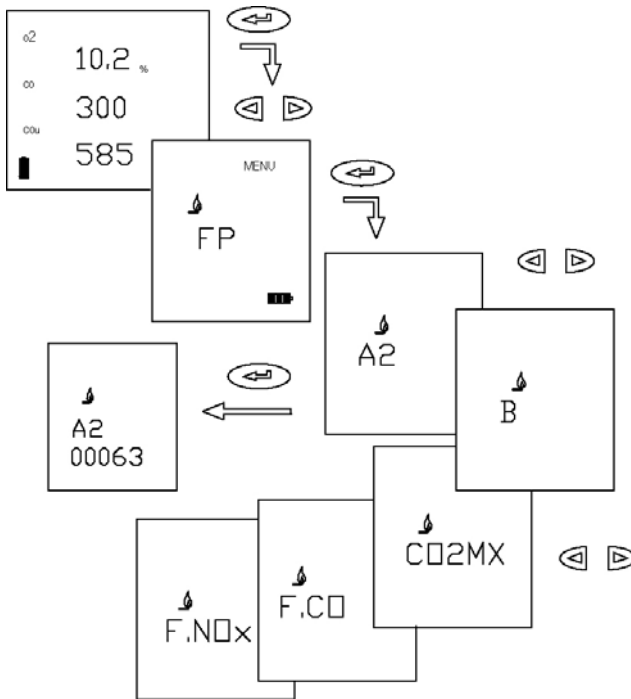 o2
10.2 %
co
300
COu
585
MENU
FP
A2
B
A2
00063
CO2MX
F.CO
F.NOx